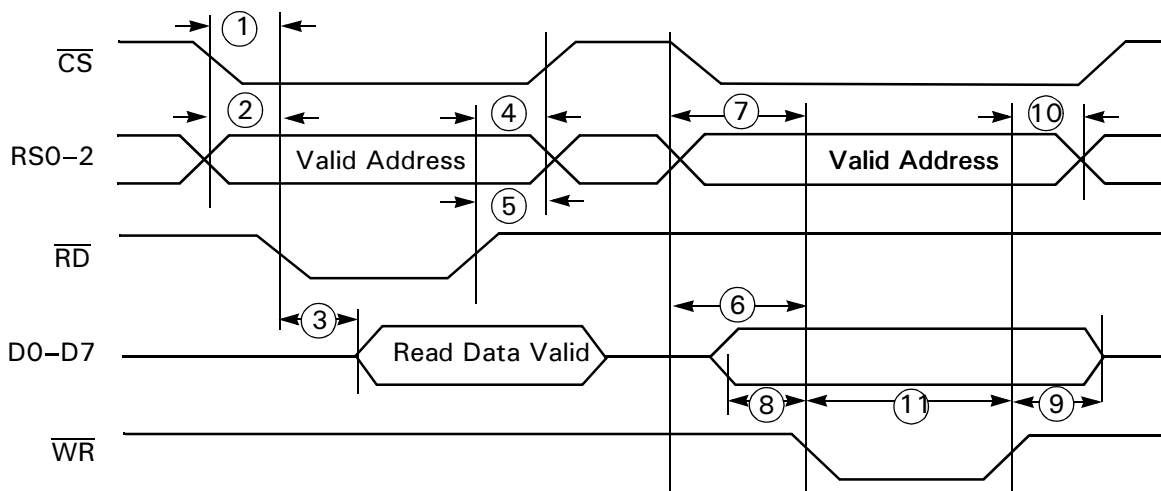 1
CS
2 4 7 10
RS0–2 Valid Address Valid Address
5
RD
3 6
D0–D7 Read Data Valid
8 11 9
WR